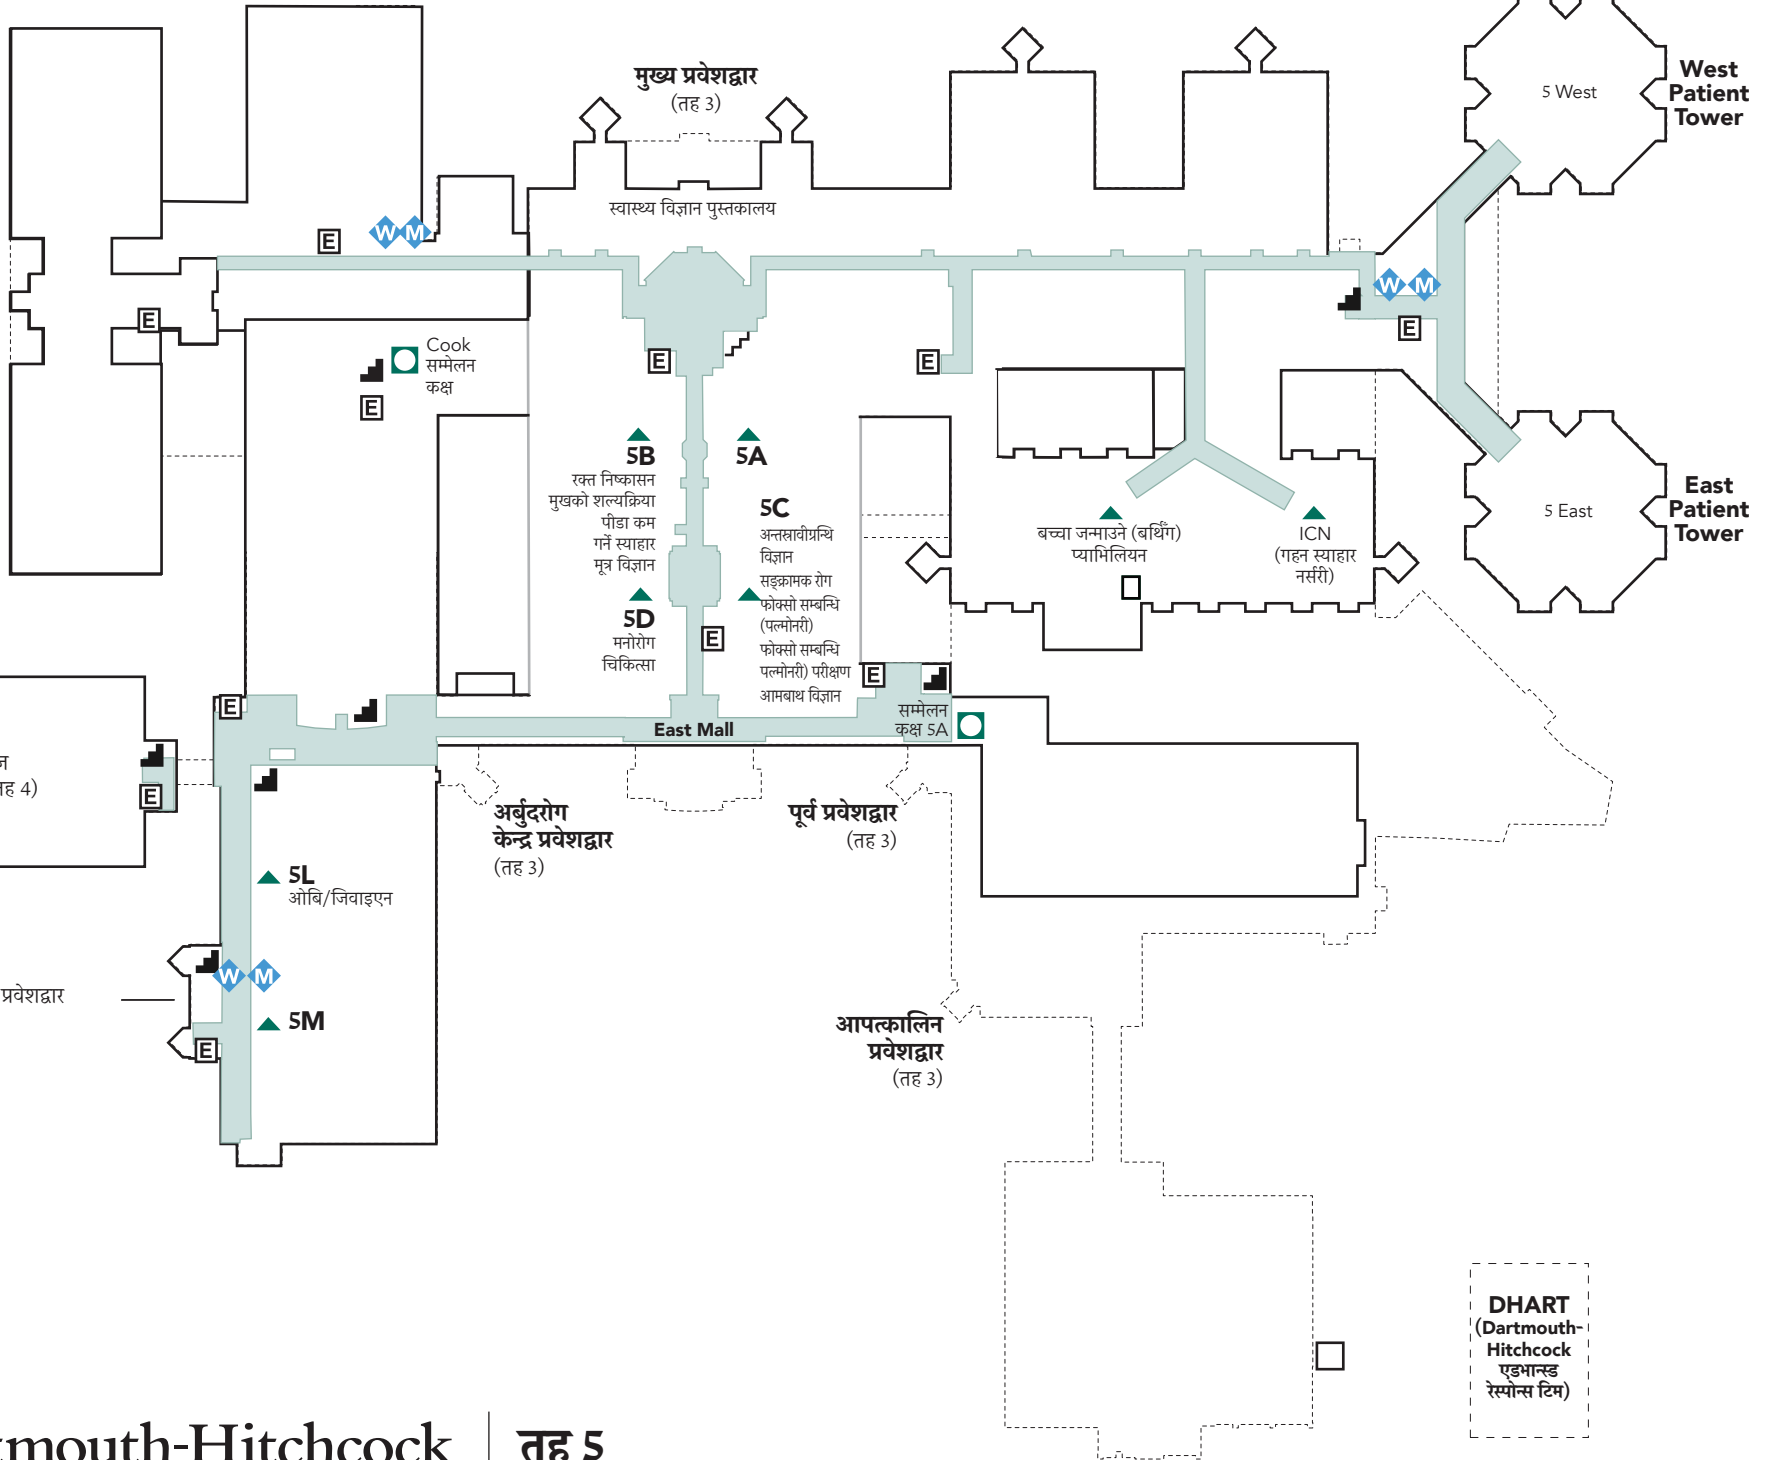 मुख्य प्रवेशद्वार
(तह 3)
स्वास्थ्य विज्ञान पुस्तकालय
5 West
West
Patient
Tower
E
W M
W M
E
E
E
E
E
Cook
सम्मेलन
कक्ष
5B
रक्त निष्कासन
मुखको शल्यक्रिया
पीडा कम
गर्ने स्याहार
मूत्र विज्ञान
5A
5C
अन्तस्रावीग्रन्थि
विज्ञान
सङ्क्रामक रोग
फोक्सो सम्बन्धि
(पल्मोनरी)
फोक्सो सम्बन्धि
पल्मोनरी) परीक्षण
आमबाथ विज्ञान
5D
मनोरोग
चिकित्सा
E
बच्चा जन्माउने (बर्थिँग)
प्याभिलियन
ICN
(गहन स्याहार
नर्सरी)
5 East
East
Patient
Tower
E
E
सम्मेलन
कक्ष 5A
East Mall
ह 4)
E
अर्बुदरोग
केन्द्र प्रवेशद्वार
(तह 3)
पूर्व प्रवेशद्वार
(तह 3)
5L
ओबि/जिवाइएन
W M
प्रवेशद्वार
5M
E
आपत्कालिन
प्रवेशद्वार
(तह 3)
DHART
(Dartmouth-
Hitchcock
एडभान्स्ड
रेस्पोन्स टिम)
tmouth-Hitchcock
तह 5